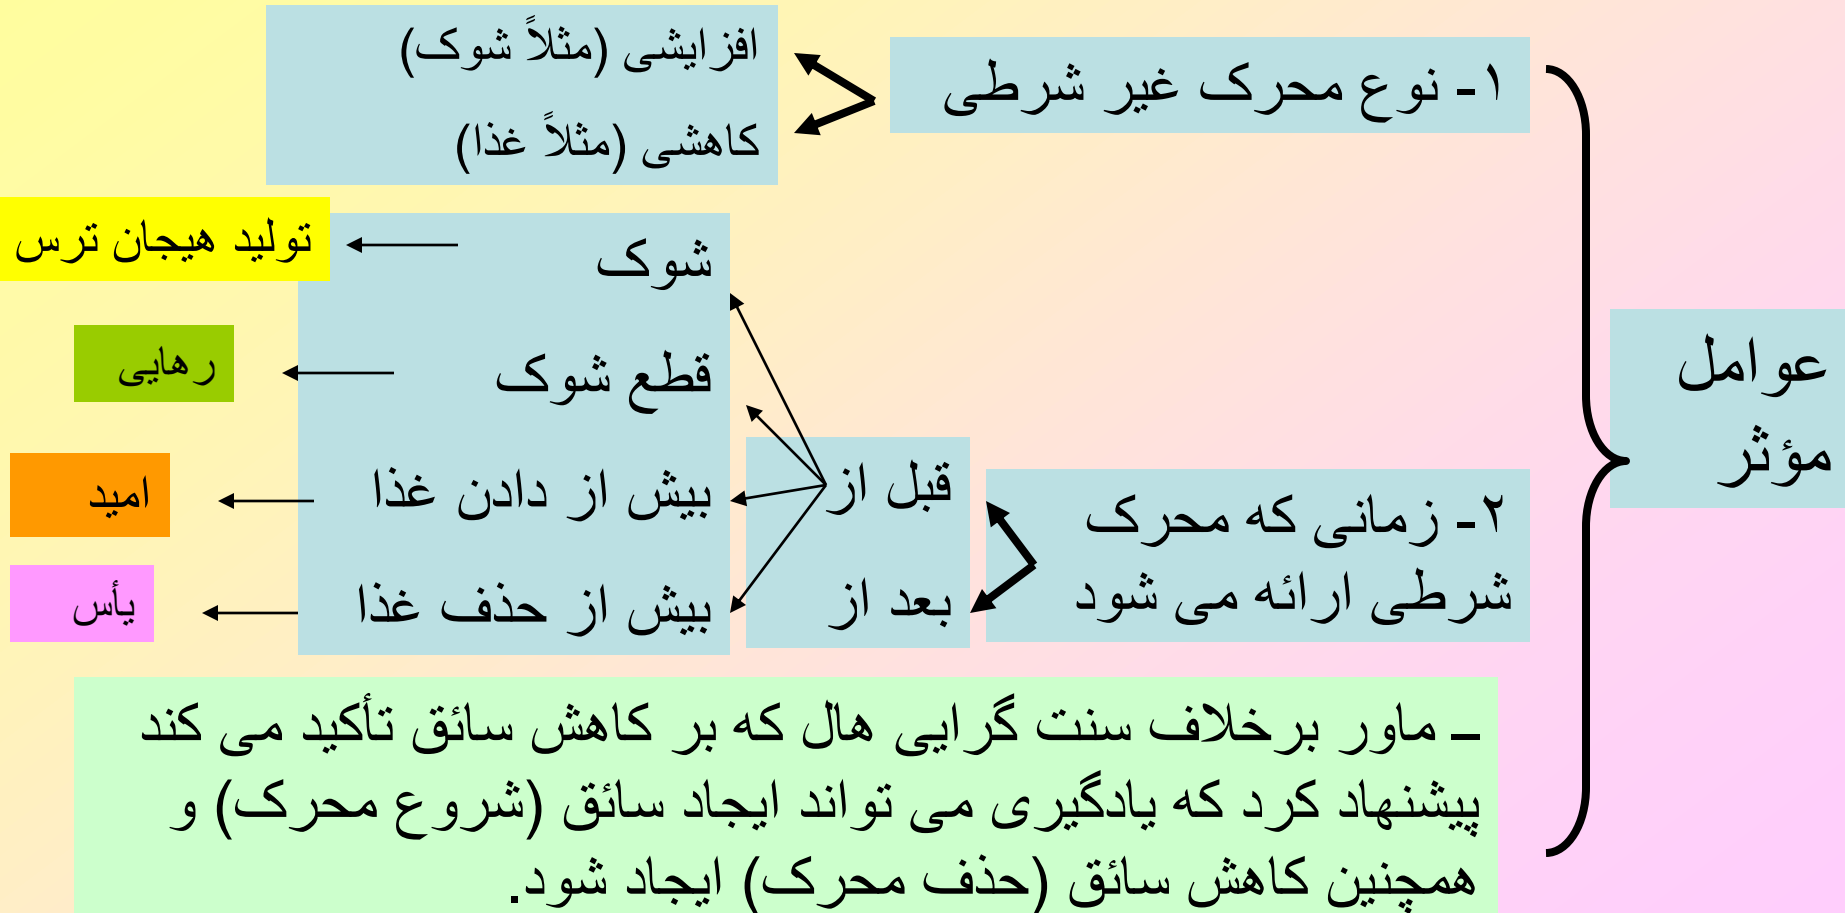 عوامل
مؤثر
۱- نوع محرک غیر شرطی
افزایشی (مثلاً شوک)
کاهشی (مثلاً غذا)
۲- زمانی که محرک
شرطی ارائه می شود
قبل از
بعد از
شوک
تولید هیجان ترس
قطع شوک
رهایی
بیش از دادن غذا
امید
بیش از حذف غذا
یأس
– ماور برخلاف سنت گرایی هال که بر کاهش سائق تأکید می کند
پیشنهاد کرد که یادگیری می تواند ایجاد سائق (شروع محرک) و
همچنین کاهش سائق (حذف محرک) ایجاد شود.